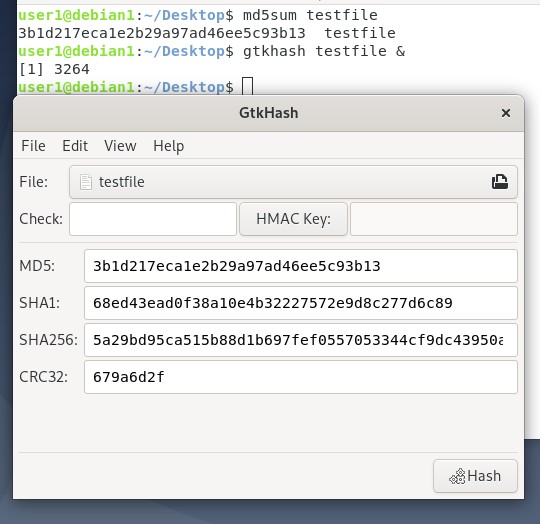 user1@debian1:~/Desktop$ md5sum testfile
3b1d217eca1e2b29a97ad46ee5c93b13  testfile
user1@debian1:~/Desktop$ gtkhash testfile &
[1] 3264
user1@debian1:~/Desktop$
GtkHash ×
File Edit View Help
File: testfile
Check: HMAC Key:
MD5: 3b1d217eca1e2b29a97ad46ee5c93b13
SHA1: 68ed43ead0f38a10e4b32227572e9d8c277d6c89
SHA256: 5a29bd95ca515b88d1b697fef0557053344cf9dc43950a
CRC32: 679a6d2f
Hash